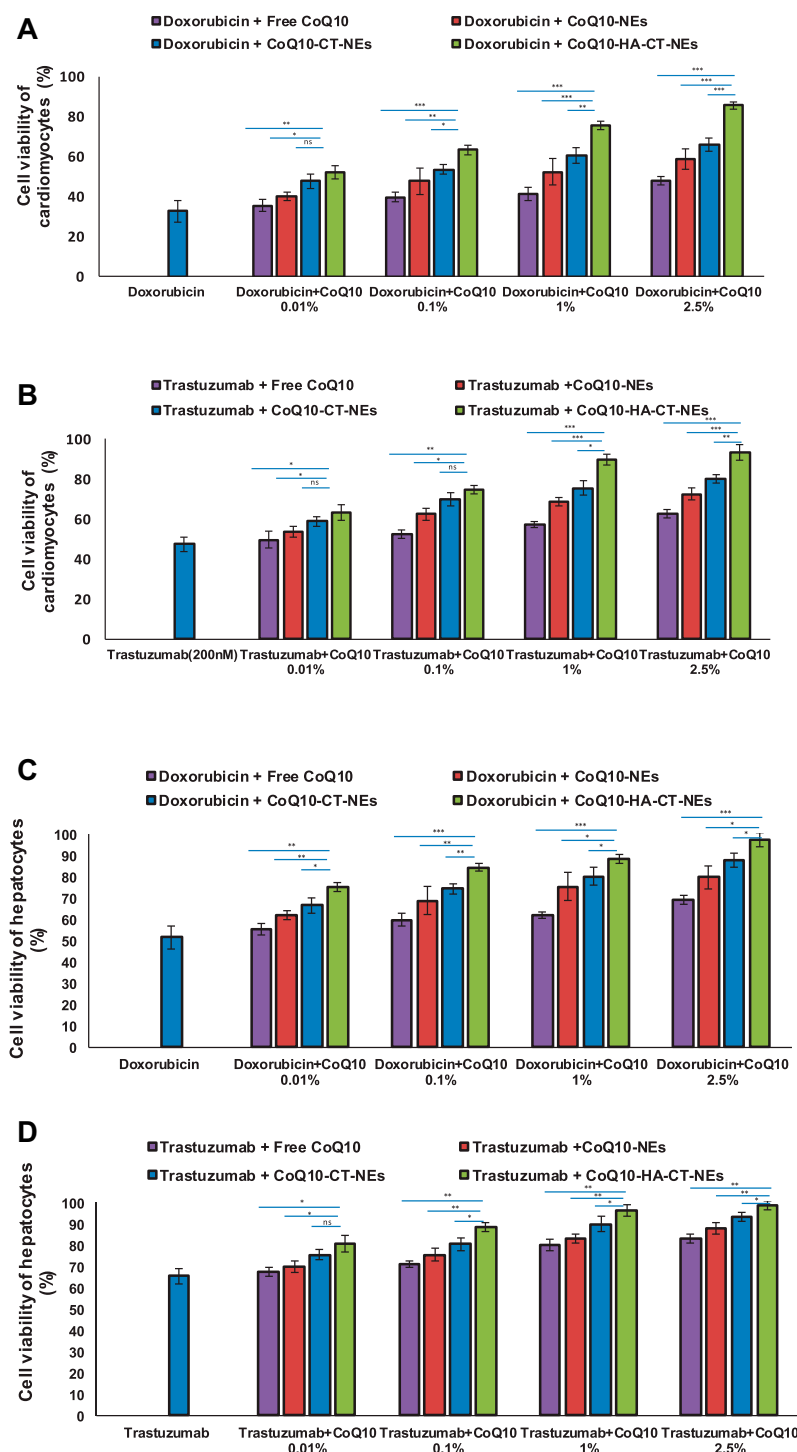 A
Doxorubicin + Free CoQ10
Doxorubicin + CoQ10-NEs
Doxorubicin + CoQ10-CT-NEs
Doxorubicin + CoQ10-HA-CT-NEs
Cell viability of
cardiomyocytes (%)
100
80
60
40
20
0
**
*
ns
***
**
*
***
***
**
***
***
***
Doxorubicin
Doxorubicin+CoQ10
0.01%
Doxorubicin+CoQ10
0.1%
Doxorubicin+CoQ10
1%
Doxorubicin+CoQ10
2.5%
B
Trastuzumab + Free CoQ10
Trastuzumab +CoQ10-NEs
Trastuzumab + CoQ10-CT-NEs
Trastuzumab + CoQ10-HA-CT-NEs
Cell viability of
cardiomyocytes (%)
100
80
60
40
20
0
*
*
ns
**
*
ns
***
***
*
***
***
**
Trastuzumab(200nM)
Trastuzumab+CoQ10
0.01%
Trastuzumab+CoQ10
0.1%
Trastuzumab+CoQ10
1%
Trastuzumab+CoQ10
2.5%
C
Doxorubicin + Free CoQ10
Doxorubicin + CoQ10-NEs
Doxorubicin + CoQ10-CT-NEs
Doxorubicin + CoQ10-HA-CT-NEs
Cell viability of hepatocytes
(%)
100
90
80
70
60
50
40
30
20
10
0
**
**
*
***
**
**
***
*
*
***
*
*
Doxorubicin
Doxorubicin+CoQ10
0.01%
Doxorubicin+CoQ10
0.1%
Doxorubicin+CoQ10
1%
Doxorubicin+CoQ10
2.5%
D
Trastuzumab + Free CoQ10
Trastuzumab +CoQ10-NEs
Trastuzumab + CoQ10-CT-NEs
Trastuzumab + CoQ10-HA-CT-NEs
Cell viability of hepatocytes
(%)
100
90
80
70
60
50
40
30
20
10
0
*
*
ns
**
**
*
**
**
*
**
**
*
Trastuzumab
Trastuzumab+CoQ10
0.01%
Trastuzumab+CoQ10
0.1%
Trastuzumab+CoQ10
1%
Trastuzumab+CoQ10
2.5%